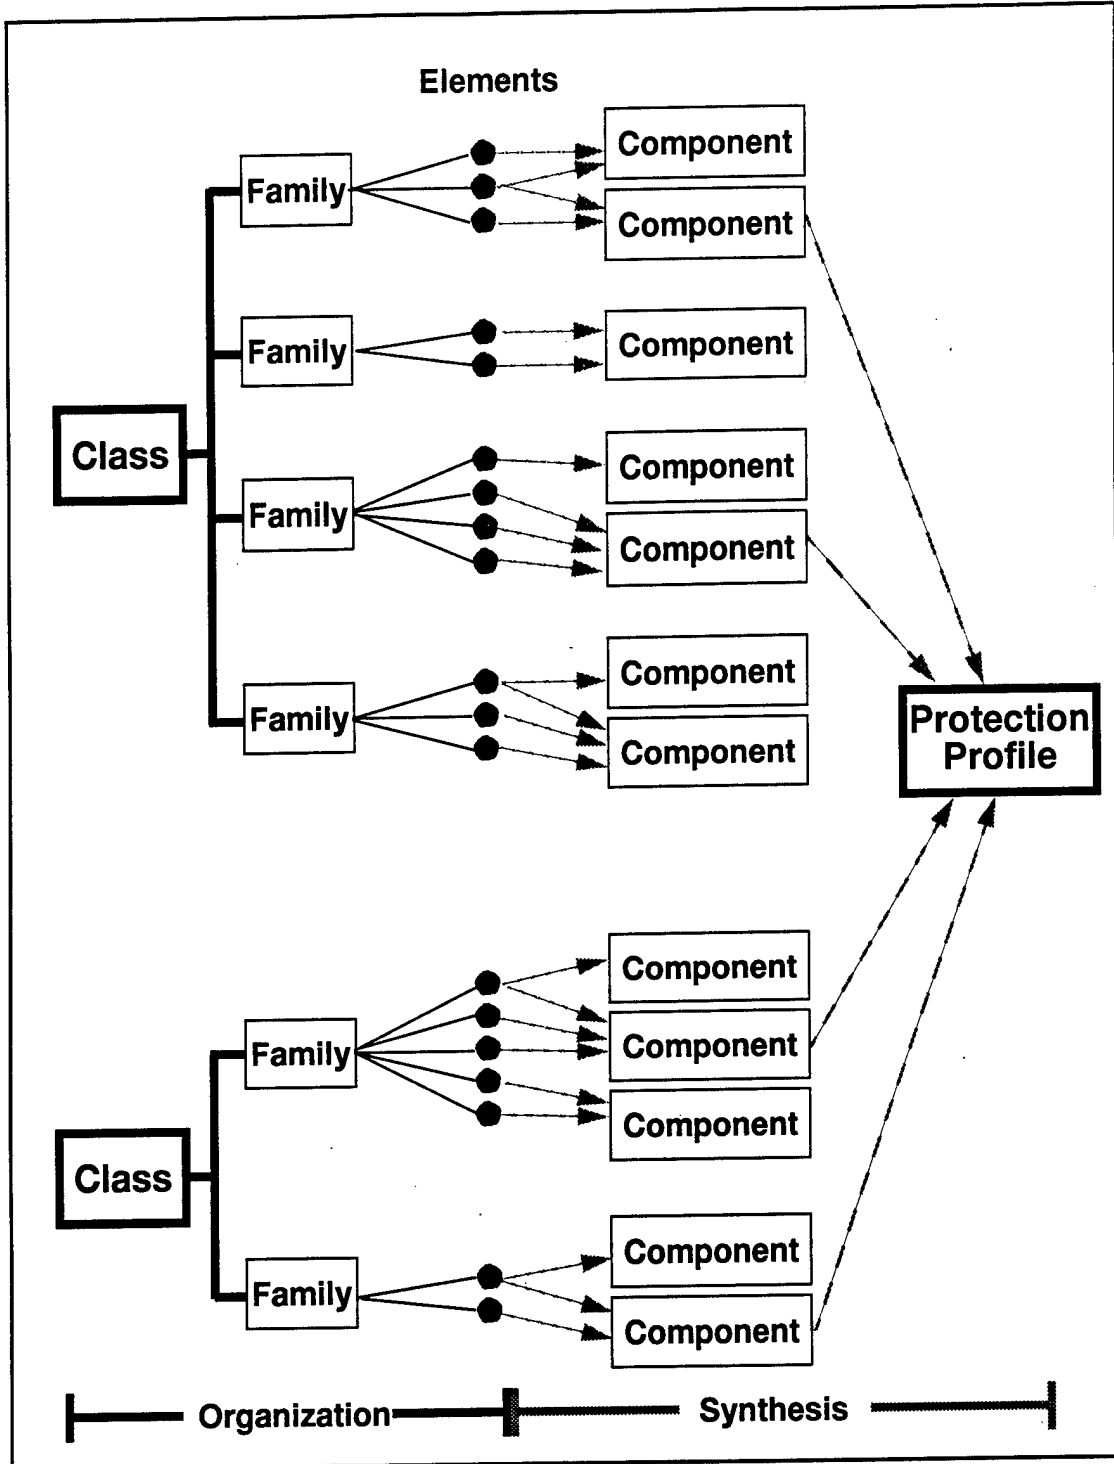 Elements
Component
Family
Component
Family
Component
Class
Component
Family
Component
Component
Family
Component
Protection
Profile
Component
Family
Component
Component
Class
Component
Family
Component
Organization
Synthesis